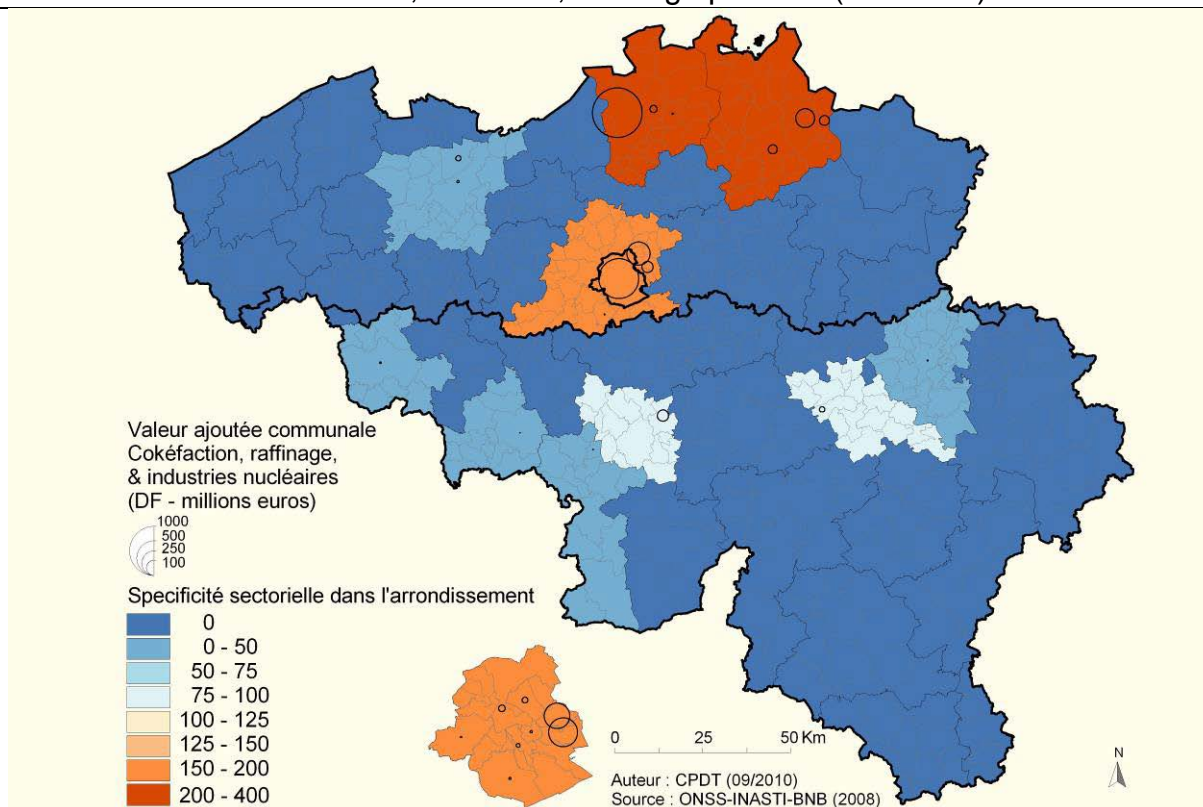 Valeur ajoutée communale
Cokéfaction, raffinage,
& industries nucléaires
(DF - millions euros)
1000
500
250
100
Specificité sectorielle dans l'arrondissement
0
0 - 50
50 - 75
75 - 100
100 - 125
125 - 150
150 - 200
200 - 400
0 25 50 Km
Auteur : CPDT (09/2010)
Source : ONSS-INASTI-BNB (2008)
N